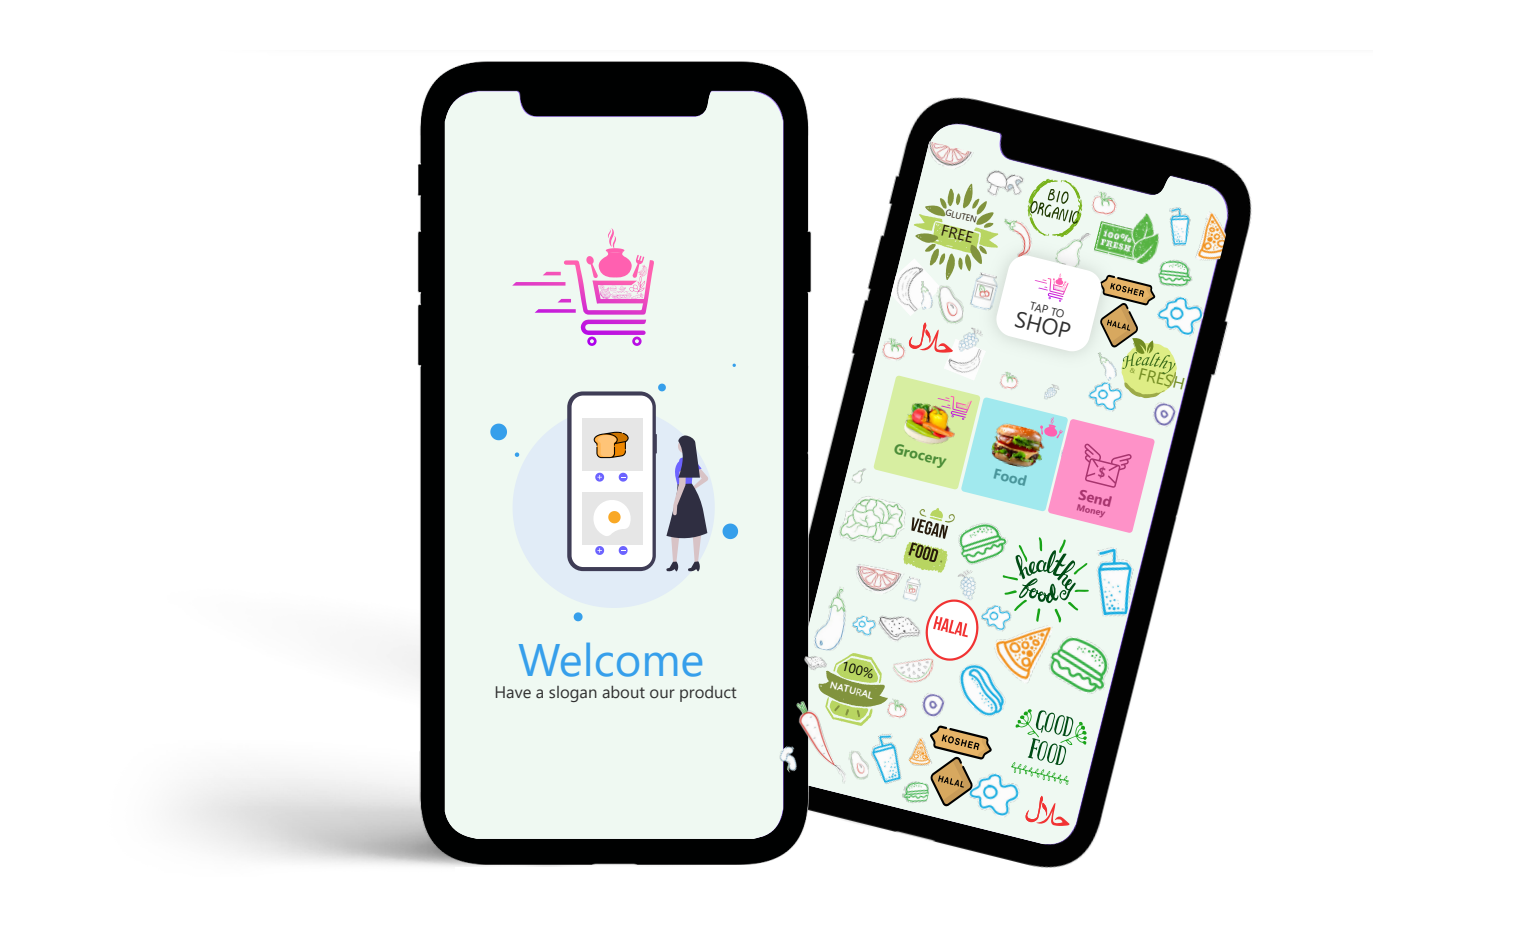 Welcome
Have a slogan about our product
BIO
ORGANIC
GLUTEN
FREE
100%
FRESH
KOSHER
TAP TO
SHOP
HALAL
حلال
Healthy
& FRESH
Grocery
Food
$
Send
Money
VEGAN
FOOD
healthy
food
HALAL
100%
NATURAL
GOOD
FOOD
KOSHER
HALAL
حلال